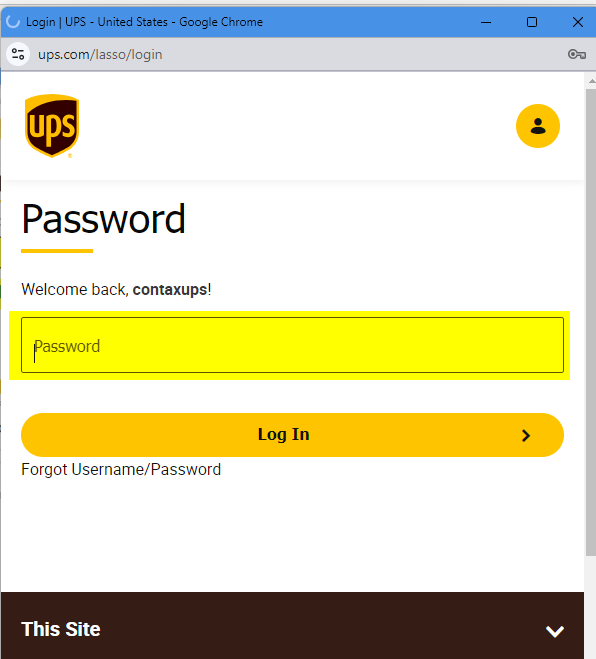 Login | UPS - United States - Google Chrome
ups.com/lasso/login
ups
Password
Welcome back, contaxups!
Password
Log In
Forgot Username/Password
This Site